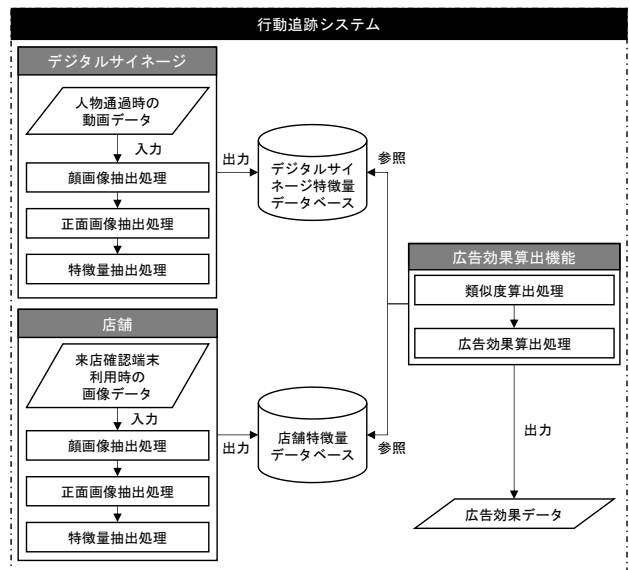 行動追跡システム
デジタルサイネージ
人物通過時の
動画データ
入力
顔画像抽出処理
正面画像抽出処理
特徴量抽出処理
出力
デジタルサイ
ネージ特徴量
データベース
参照
広告効果算出機能
類似度算出処理
広告効果算出処理
出力
広告効果データ
店舗
来店確認端末
利用時の
画像データ
入力
顔画像抽出処理
正面画像抽出処理
特徴量抽出処理
出力
店舗特徴量
データベース
参照